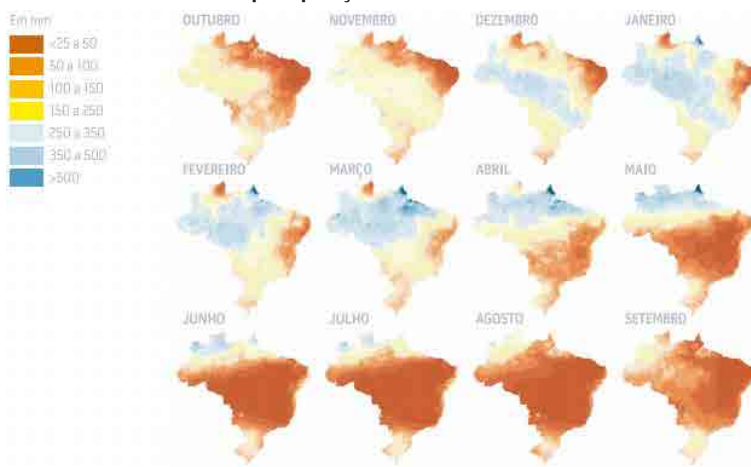 Em mm
<25 a 50
50 a 100
100 a 150
150 a 250
250 a 350
350 a 500
>500
OUTUBRO
NOVEMBRO
DEZEMBRO
JANEIRO
FEVEREIRO
MARÇO
ABRIL
MAIO
JUNHO
JULHO
AGOSTO
SETEMBRO